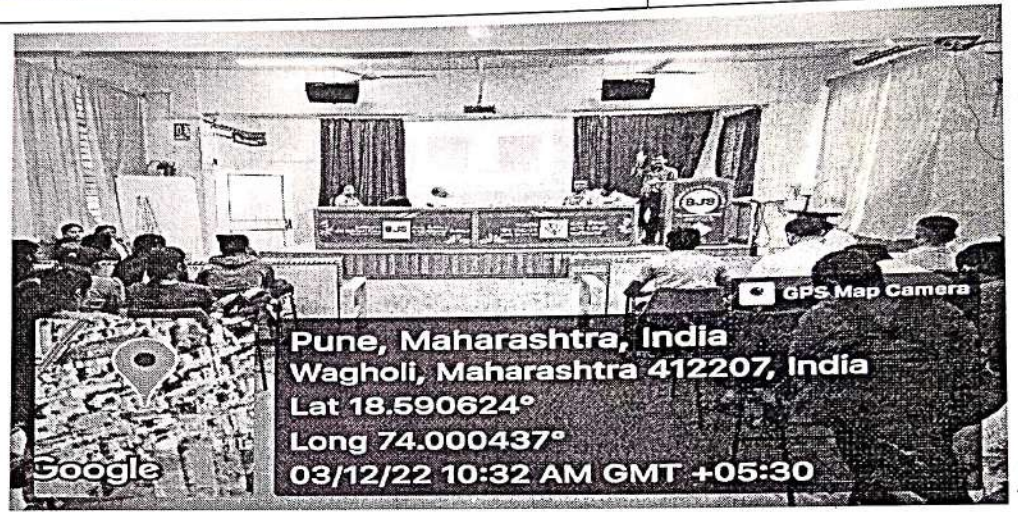 BJS
BJS
GPS Map Camera
Pune, Maharashtra, India
Wagholi, Maharashtra 412207, India
Lat 18.590624°
Long 74.000437°
03/12/22 10:32 AM GMT +05:30
Google